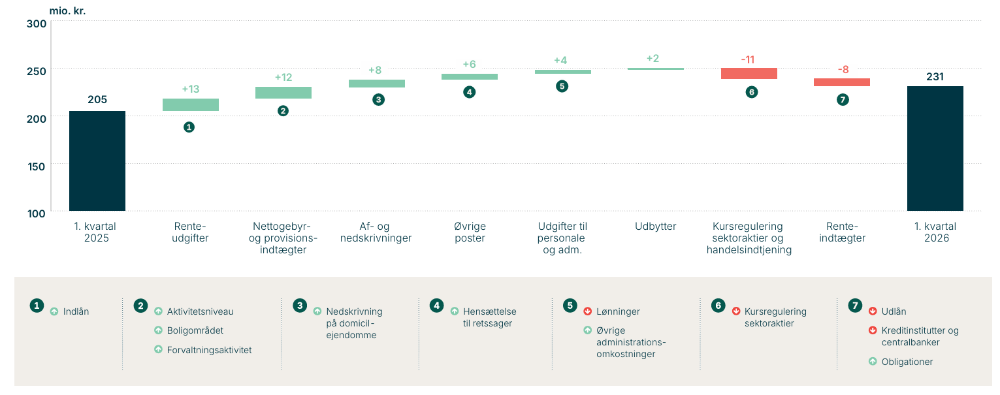 mio. kr.
300
250
200
150
100
205
+13
+12
+8
+6
+4
+2
-11
-8
231
1
2
3
4
5
6
7
1. kvartal
2025
Rente-
udgifter
Nettogebyr-
og provisions-
indtægter
Af- og
nedskrivninger
Øvrige
poster
Udgifter til
personale
og adm.
Udbytter
Kursregulering
sektoraktier og
handelsindtjening
Rente-
indtægter
1. kvartal
2026
1
Indlån
2
Aktivitetsniveau
Boligområdet
Forvaltningsaktivitet
3
Nedskrivning
på domicil-
ejendomme
4
Hensættelse
til retssager
5
Lønninger
Øvrige
administrations-
omkostninger
6
Kursregulering
sektoraktier
7
Udlån
Kreditinstitutter og
centralbanker
Obligationer